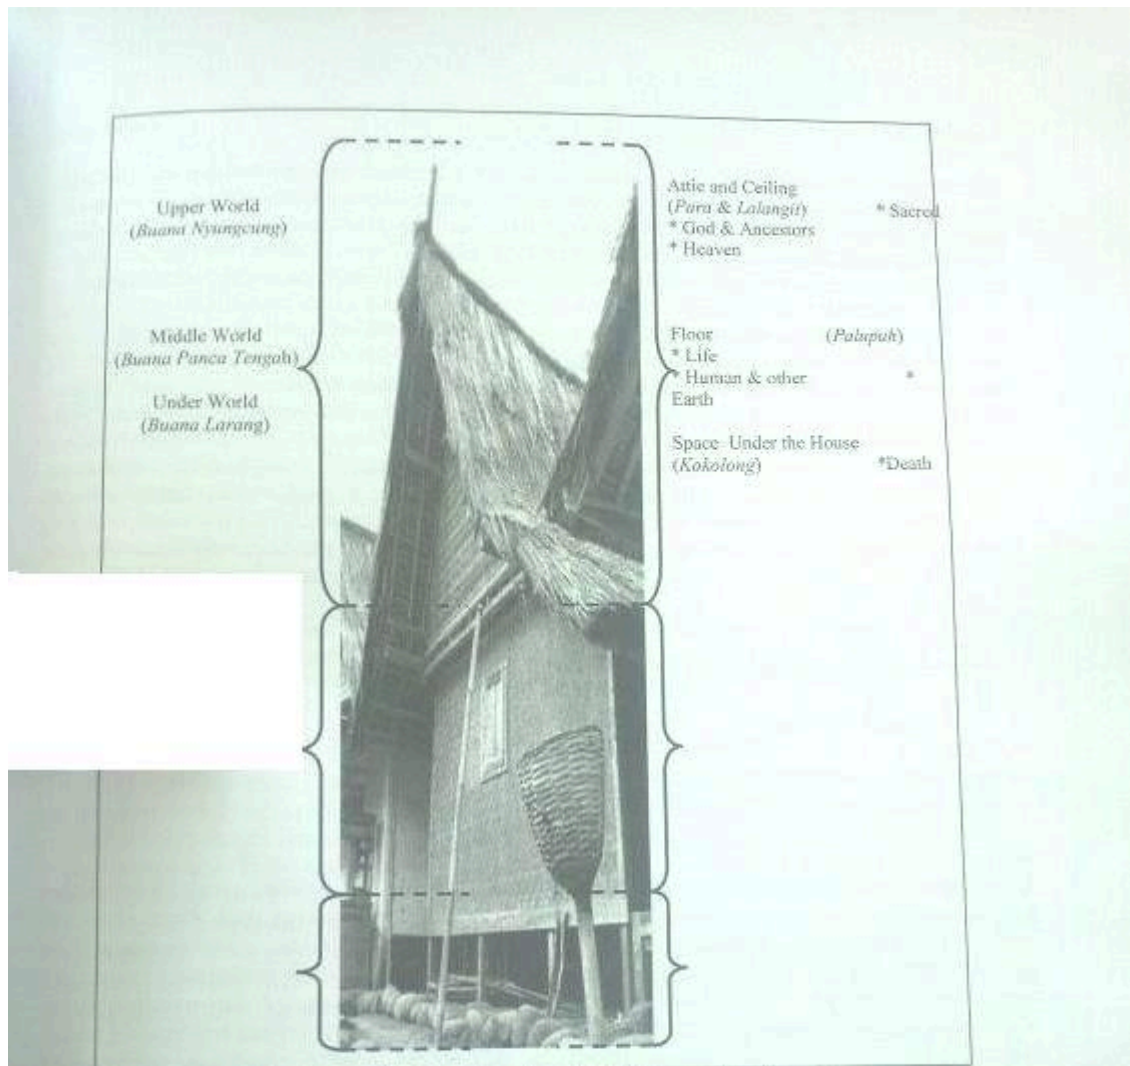 Upper World
(Buana Nyungcung)
Middle World
(Buana Panca Tengah)
Under World
(Buana Larang)
Attic and Ceiling
(Para & Lalangit) * Sacred
* God & Ancestors
* Heaven
Floor (Palupuh)
* Life
* Human & other *
Earth
Space Under the House
(Kokolong) *Death